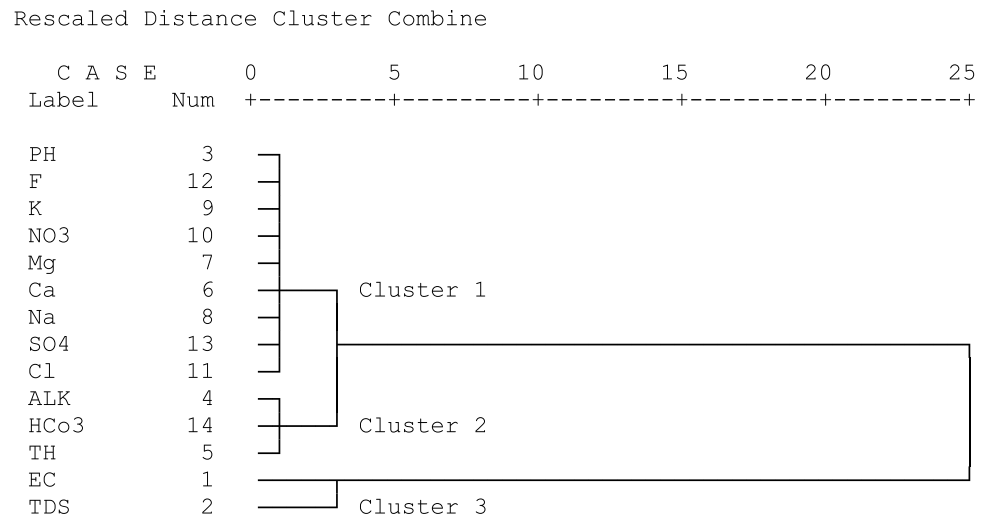 Rescaled Distance Cluster Combine
C A S E 0 5 10 15 20 25
Label Num +---------+---------+---------+---------+---------+
PH 3
F 12
K 9
NO3 10
Mg 7
Ca 6 Cluster 1
Na 8
SO4 13
Cl 11
ALK 4
HCo3 14 Cluster 2
TH 5
EC 1
TDS 2 Cluster 3